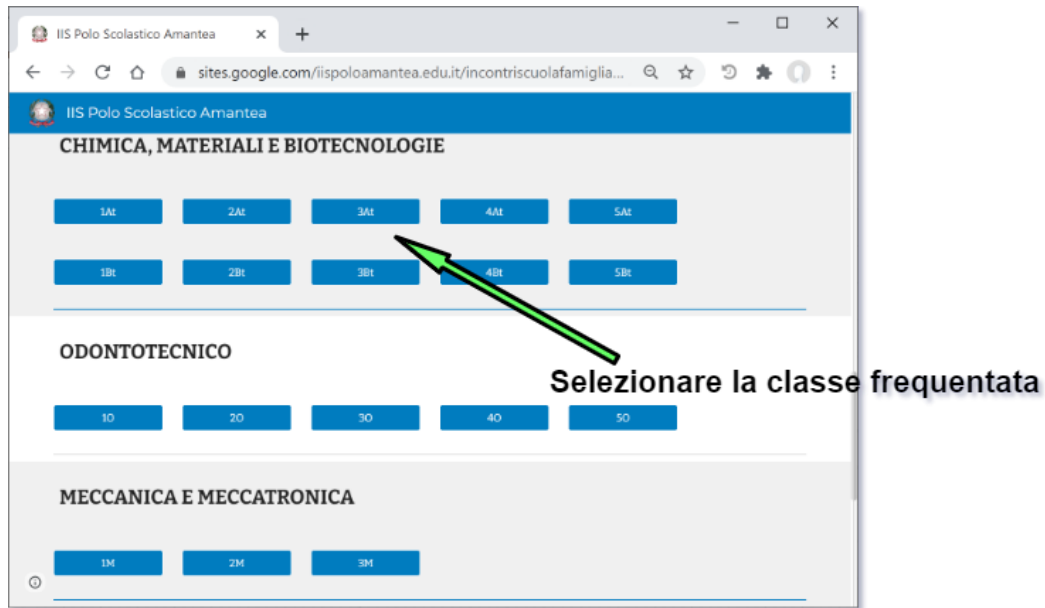 IIS Polo Scolastico Amantea
sites.google.com/iispoloamantea.edu.it/incontriscuolafamiglia...
IIS Polo Scolastico Amantea
CHIMICA, MATERIALI E BIOTECNOLOGIE
1At 2At 3At 4At 5At
1Bt 2Bt 3Bt 4Bt 5Bt
ODONTOTECNICO
Selezionare la classe frequentata
1O 2O 3O 4O 5O
MECCANICA E MECCATRONICA
1M 2M 3M